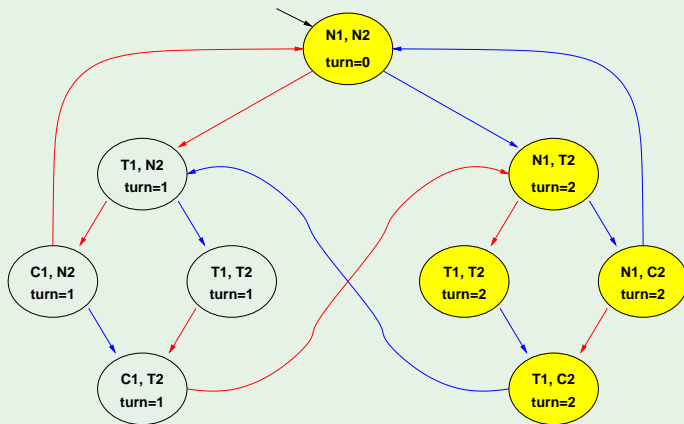 N1, N2
turn=0
T1, N2
turn=1
N1, T2
turn=2
C1, N2
turn=1
T1, T2
turn=1
T1, T2
turn=2
N1, C2
turn=2
C1, T2
turn=1
T1, C2
turn=2